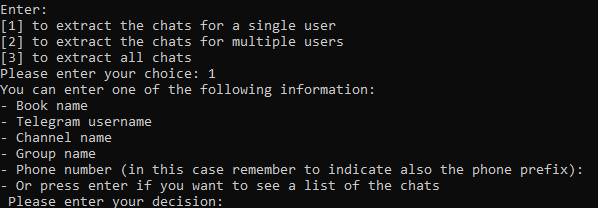 Enter:
[1] to extract the chats for a single user
[2] to extract the chats for multiple users
[3] to extract all chats
Please enter your choice: 1
You can enter one of the following information:
- Book name
- Telegram username
- Channel name
- Group name
- Phone number (in this case remember to indicate also the phone prefix):
- Or press enter if you want to see a list of the chats
 Please enter your decision: